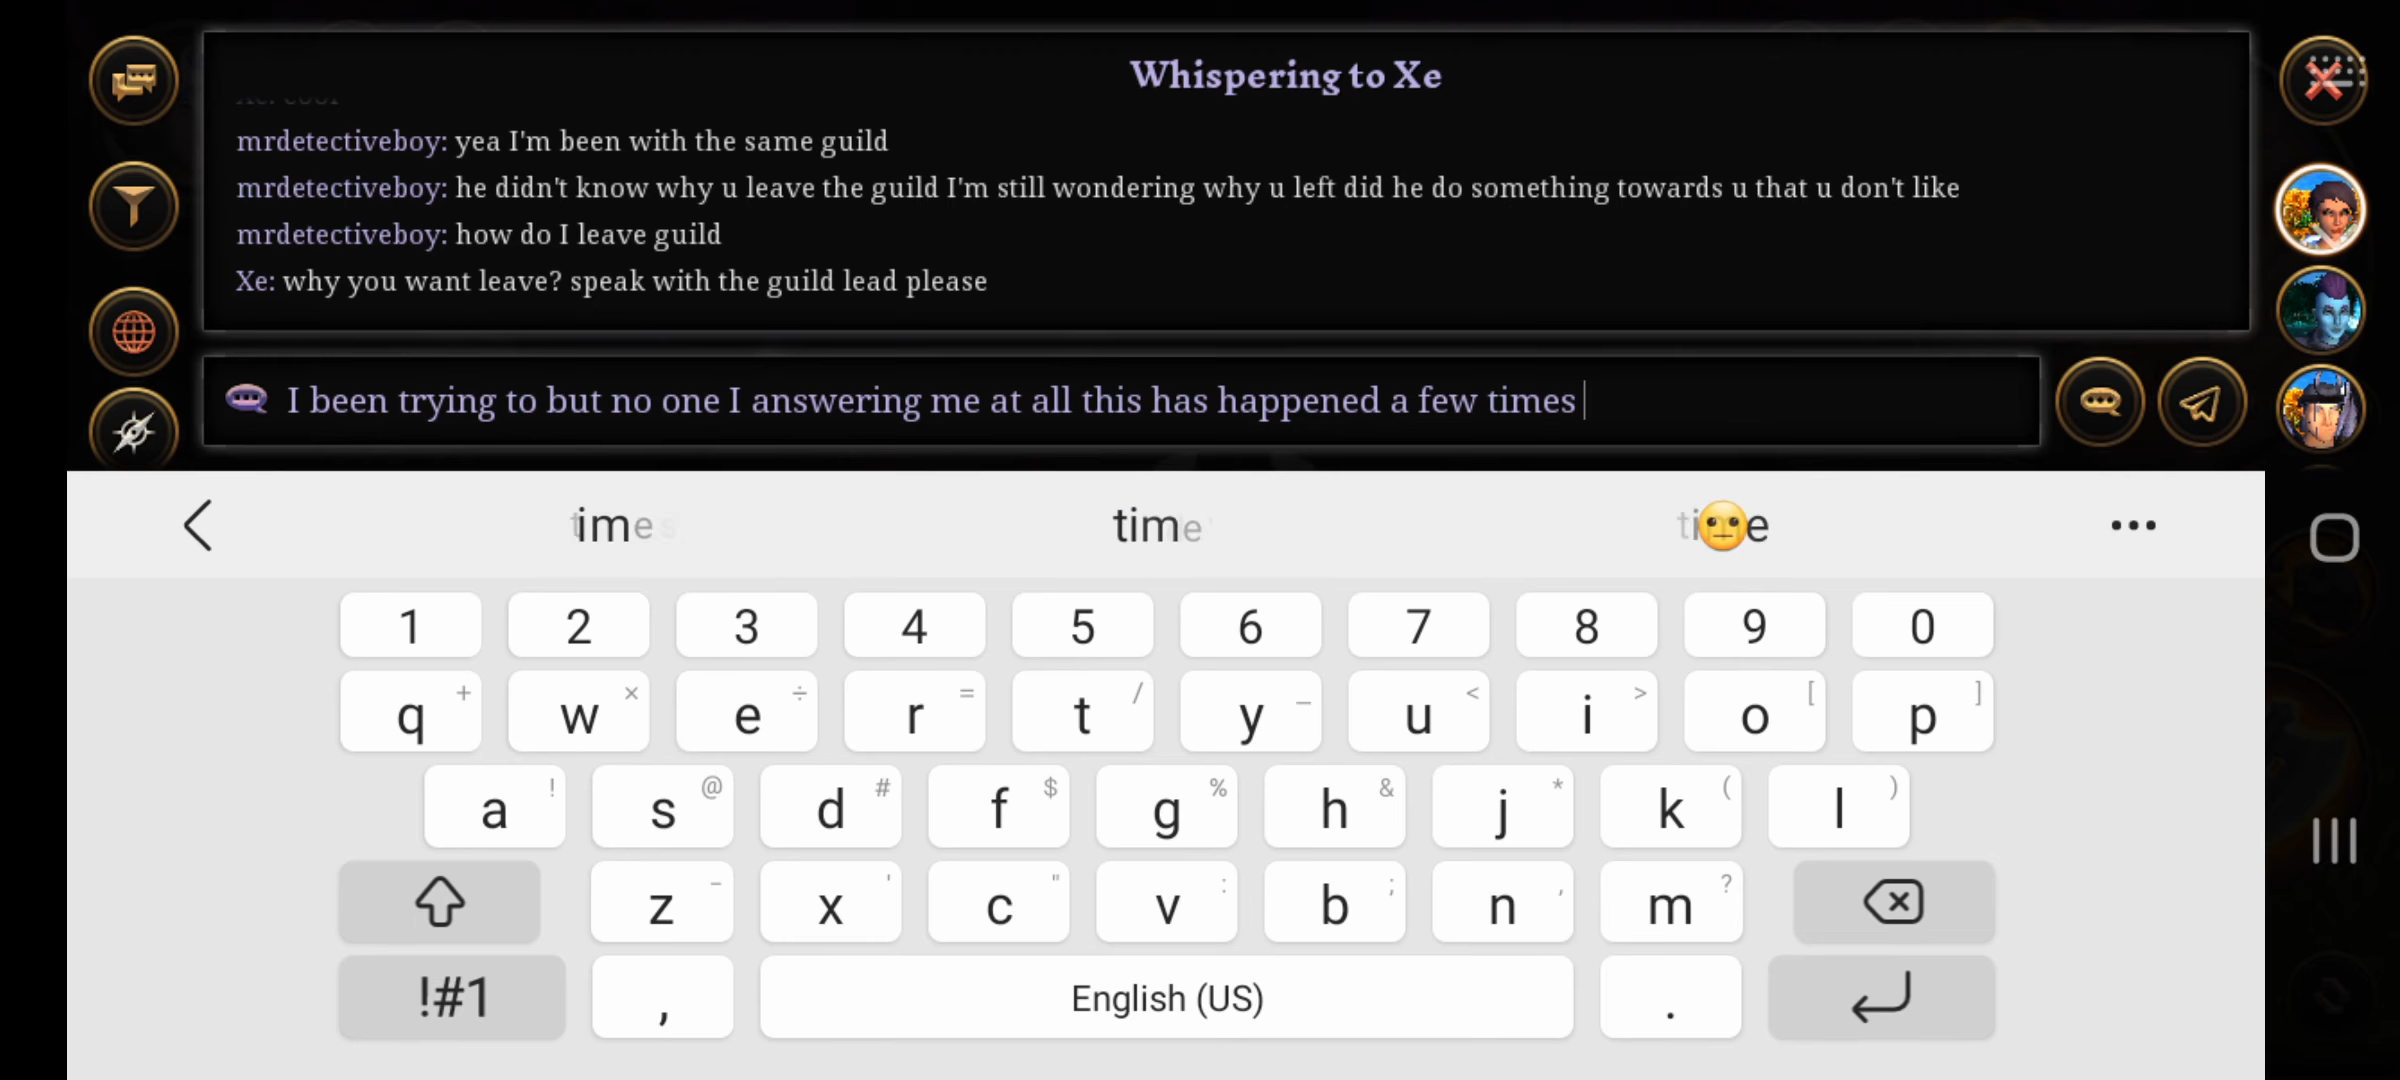 Whispering to Xe
mrdetectiveboy: yea I'm been with the same guild
mrdetectiveboy: he didn't know why u leave the guild I'm still wondering why u left did he do something towards u that u don't like
mrdetectiveboy: how do I leave guild
Xe: why you want leave? speak with the guild lead please
I been trying to but no one I answering me at all this has happened a few times
time time time
1 2 3 4 5 6 7 8 9 0
q + w × e ÷ r = t / y _ u < i > o [ p ]
a ! s @ d # f $ g % h & j * k ( l )
z - x ' c " v : b ; n , m ?
!#1 , English (US) .